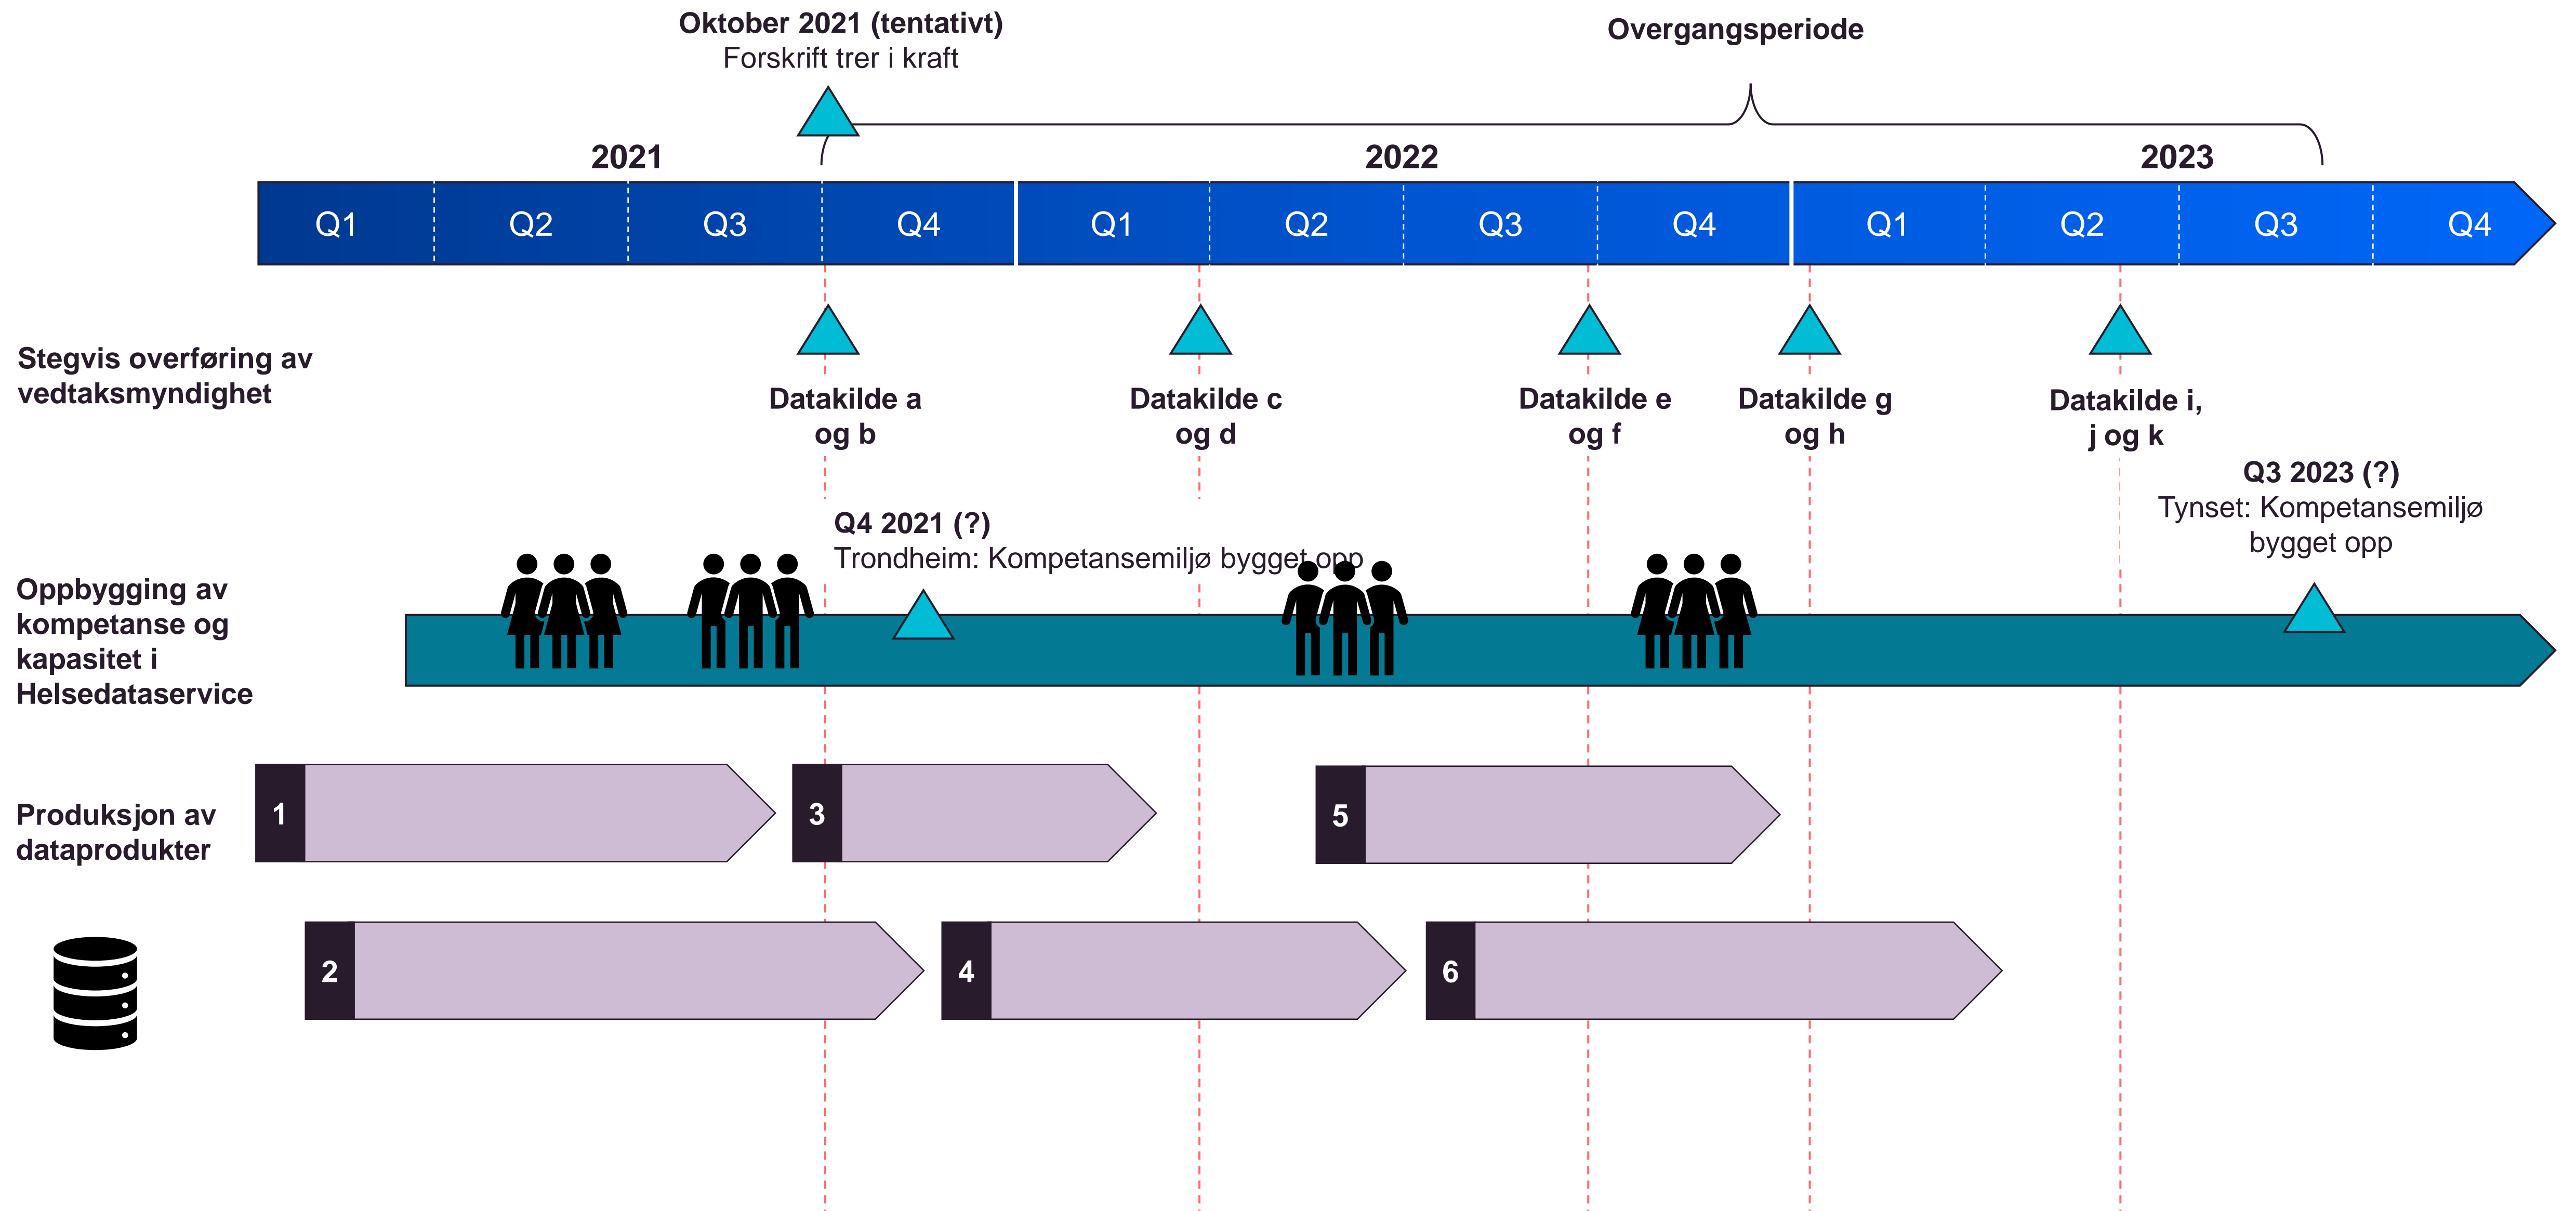 Oktober 2021 (tentativt)
Forskrift trer i kraft
Overgangsperiode
2021
2022
2023
Q1
Q2
Q3
Q4
Q1
Q2
Q3
Q4
Q1
Q2
Q3
Q4
Stegvis overføring av
vedtaksmyndighet
Datakilde a
og b
Datakilde c
og d
Datakilde e
og f
Datakilde g
og h
Datakilde i,
j og k
Q4 2021 (?)
Trondheim: Kompetansemiljø bygget opp
Q3 2023 (?)
Tynset: Kompetansemiljø
bygget opp
Oppbygging av
kompetanse og
kapasitet i
Helsedataservice
Produksjon av
dataprodukter
1
3
5
2
4
6